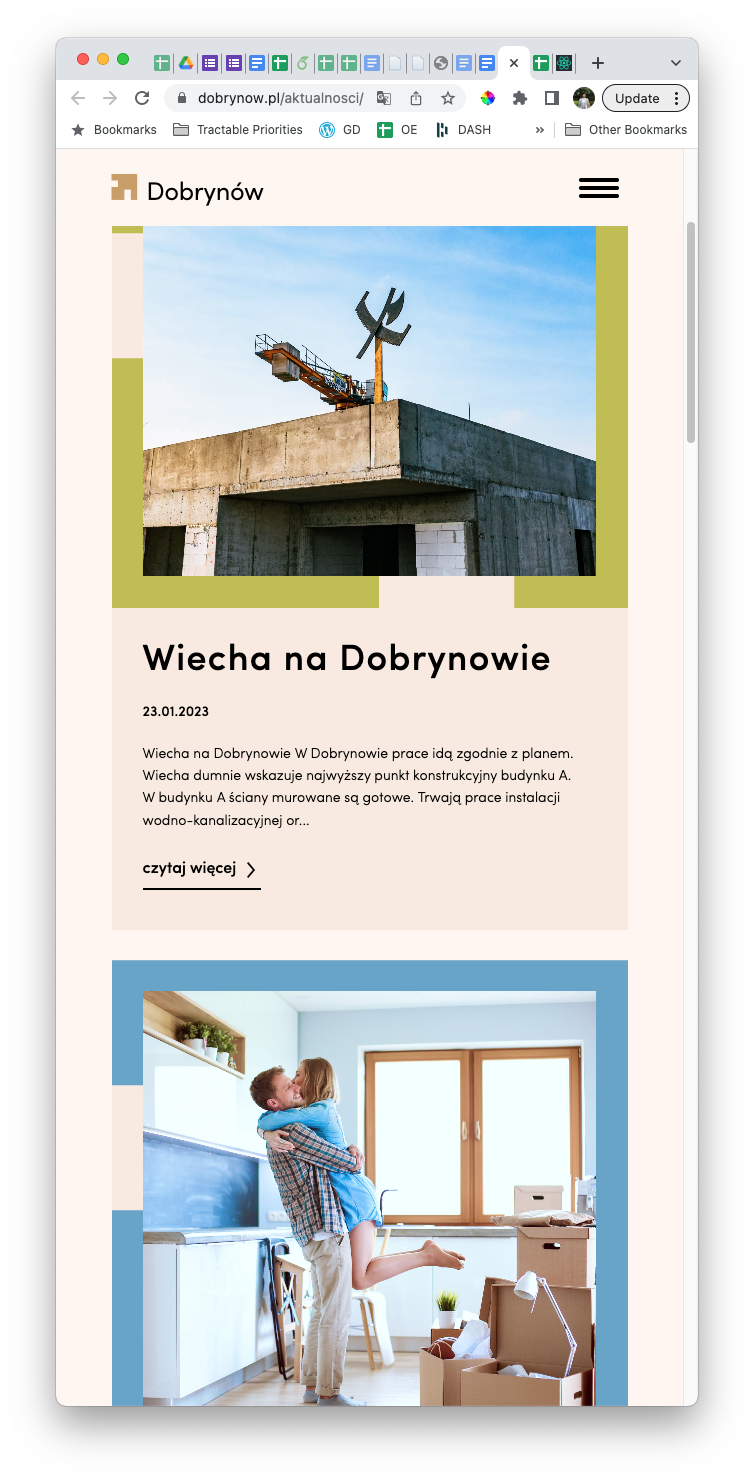 dobrynow.pl/aktualnosci/
Update
Bookmarks
Tractable Priorities
GD
OE
DASH
»
Other Bookmarks
Dobrynów
Wiecha na Dobrynowie
23.01.2023
Wiecha na Dobrynowie W Dobrynowie prace idą zgodnie z planem.
Wiecha dumnie wskazuje najwyższy punkt konstrukcyjny budynku A.
W budynku A ściany murowane są gotowe. Trwają prace instalacji
wodno-kanalizacyjnej or...
czytaj więcej